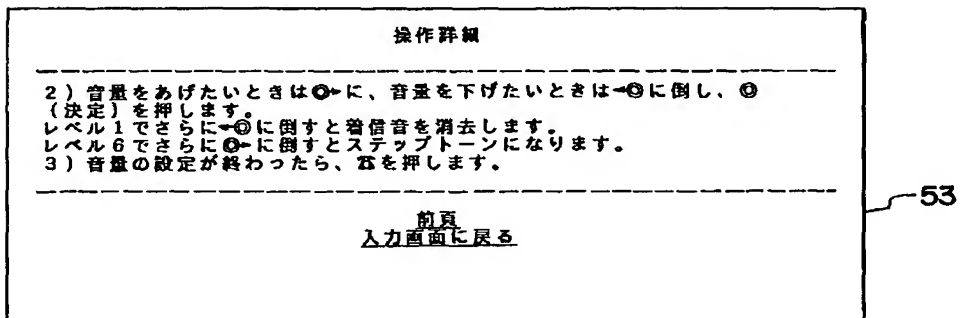 操作詳細
2）音量をあげたいときは◎►に、音量を下げたいときは◄◎に倒し、◎
（決定）を押します。
レベル1でさらに◄◎に倒すと着信音を消去します。
レベル6でさらに◎►に倒すとステップトーンになります。
3）音量の設定が終わったら、を押します。
前頁
入力画面に戻る
53